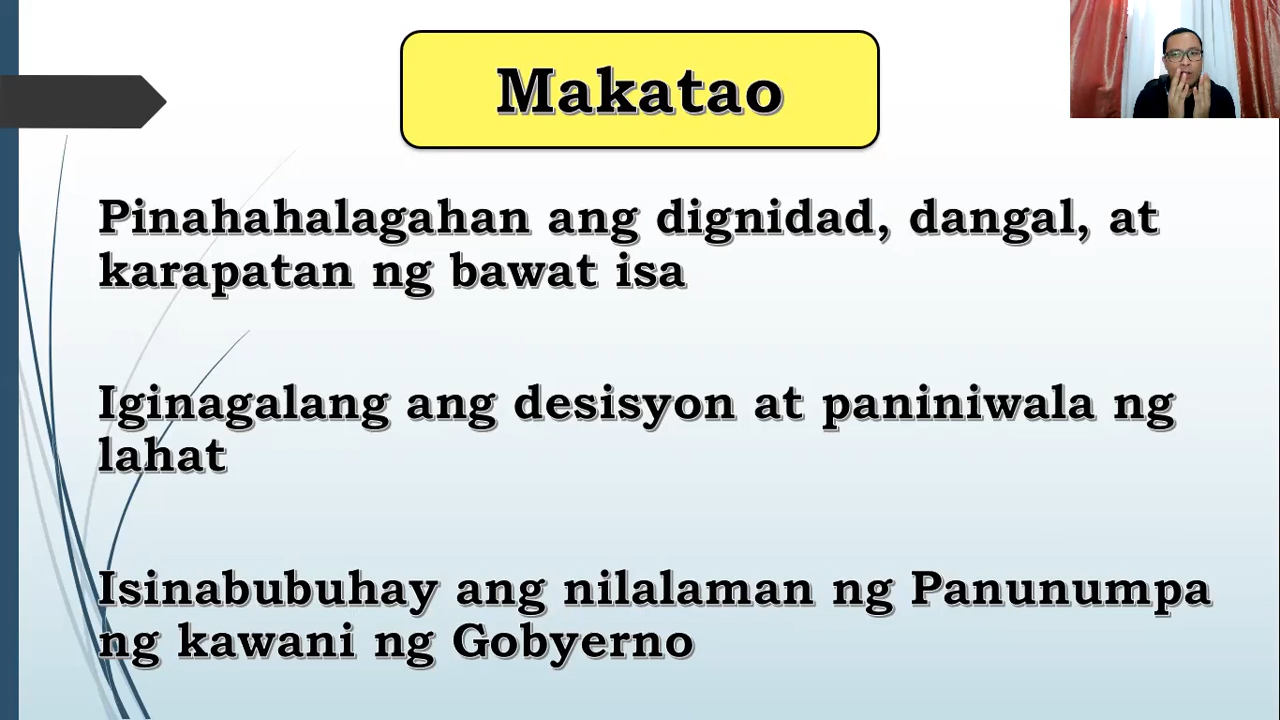 Makatao
Pinahahalagahan ang dignidad, dangal, at
karapatan ng bawat isa
Iginagalang ang desisyon at paniniwala ng
lahat
Isinabubuhay ang nilalaman ng Panunumpa
ng kawani ng Gobyerno